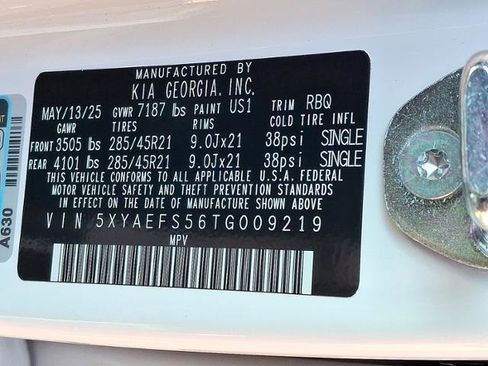 MANUFACTURED BY
KIA GEORGIA, INC.
MAY/13/25 GVWR 7187 lbs PAINT US1 TRIM RBQ
GAWR TIRES RIMS COLD TIRE INFL
FRONT 3505 lbs 285/45R21 9.0Jx21 38psi SINGLE
REAR 4101 lbs 285/45R21 9.0Jx21 38psi SINGLE
THIS VEHICLE CONFORMS TO ALL APPLICABLE U.S.A. FEDERAL
MOTOR VEHICLE SAFETY AND THEFT PREVENTION STANDARDS
IN EFFECT ON THE DATE OF MANUFACTURE SHOWN ABOVE
VIN 5XYAEFS56TG009219
MPV
A630